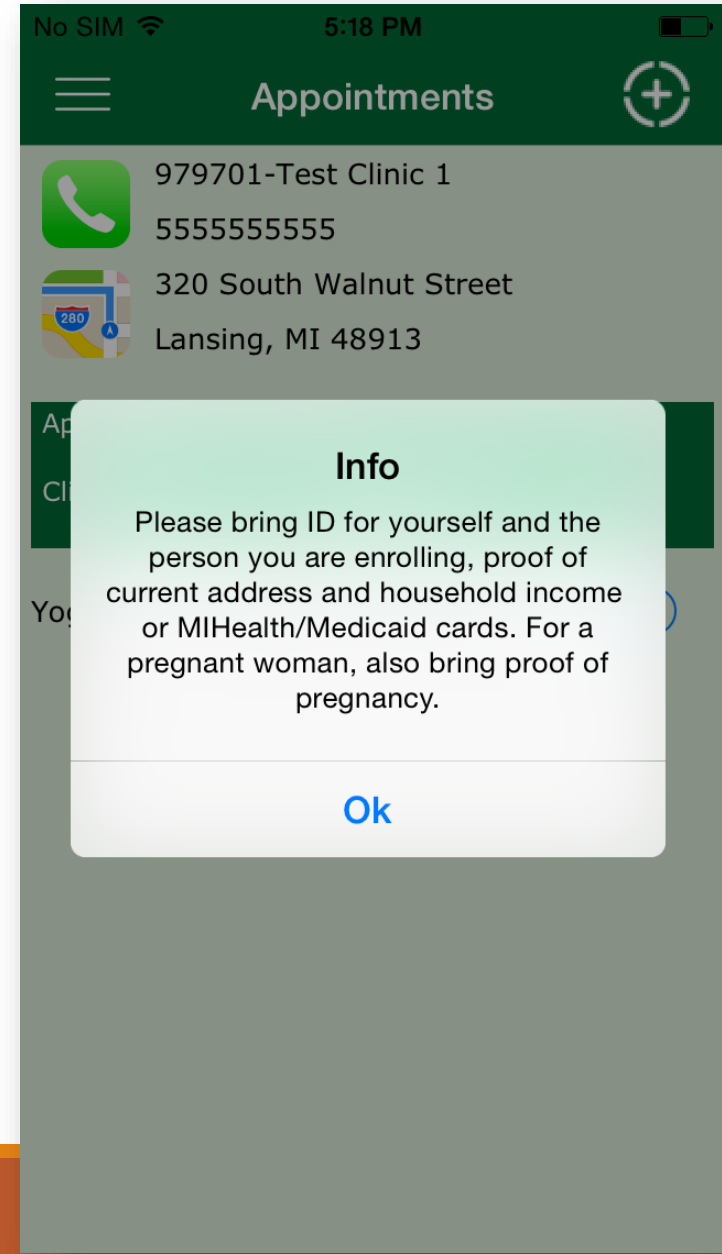 No SIM 5:18 PM
Appointments
979701-Test Clinic 1
5555555555
320 South Walnut Street
280
Lansing, MI 48913
Info
Please bring ID for yourself and the
person you are enrolling, proof of
current address and household income
or MIHealth/Medicaid cards. For a
pregnant woman, also bring proof of
pregnancy.
Ok